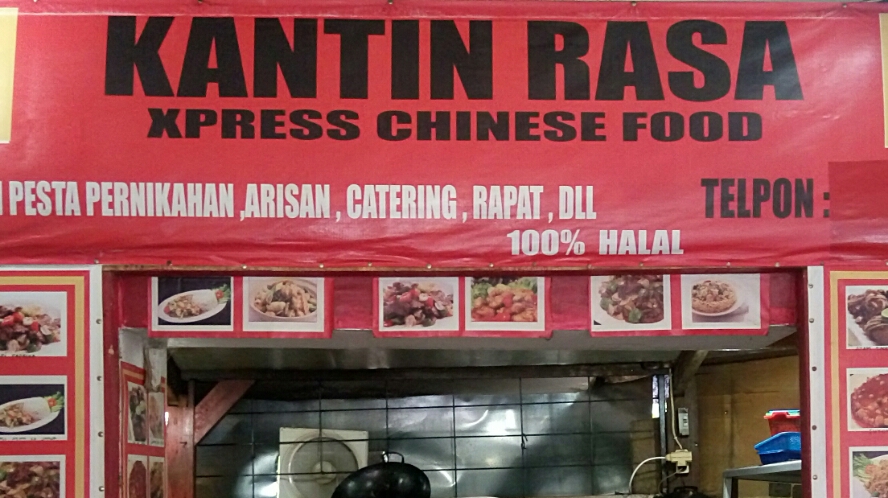 KANTIN RASA
XPRESS CHINESE FOOD
PESTA PERNIKAHAN ,ARISAN , CATERING , RAPAT , DLL
TELPON :
100% HALAL